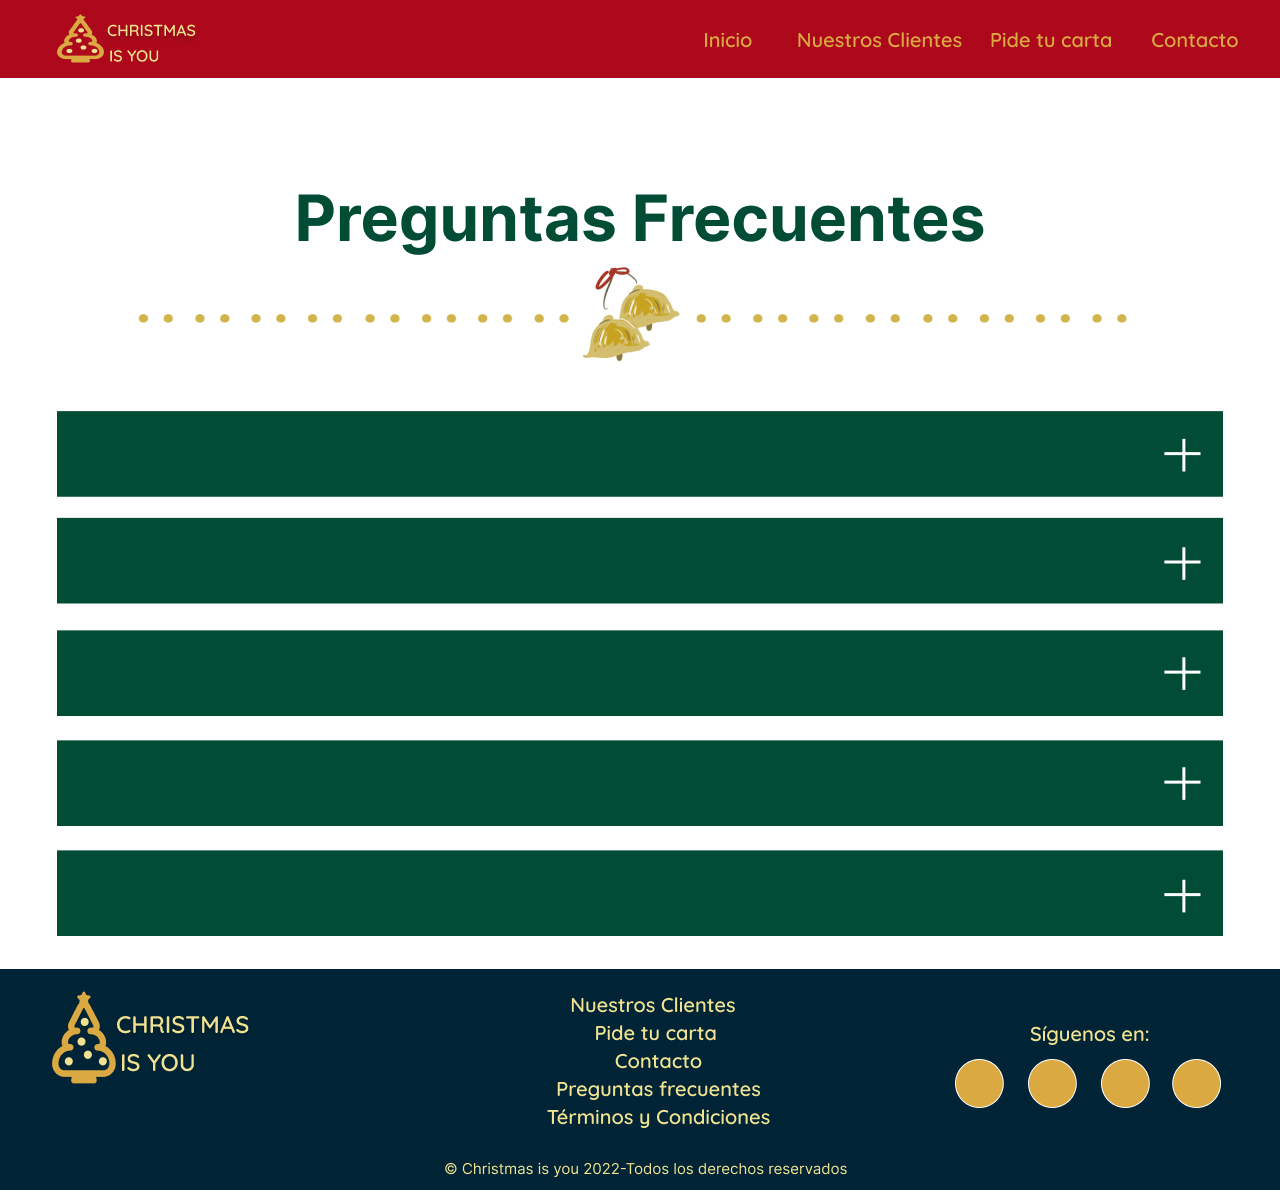 CHRISTMAS
IS YOU
Inicio
Nuestros Clientes
Pide tu carta
Contacto
Preguntas Frecuentes
CHRISTMAS
IS YOU
Nuestros Clientes
Pide tu carta
Contacto
Preguntas frecuentes
Términos y Condiciones
Síguenos en:
© Christmas is you 2022-Todos los derechos reservados